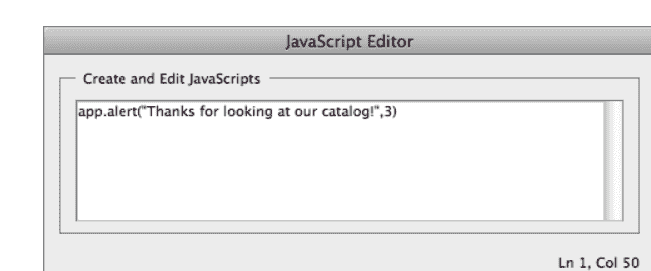 JavaScript Editor
Create and Edit JavaScripts
app.alert("Thanks for looking at our catalog!",3)
Ln 1, Col 50